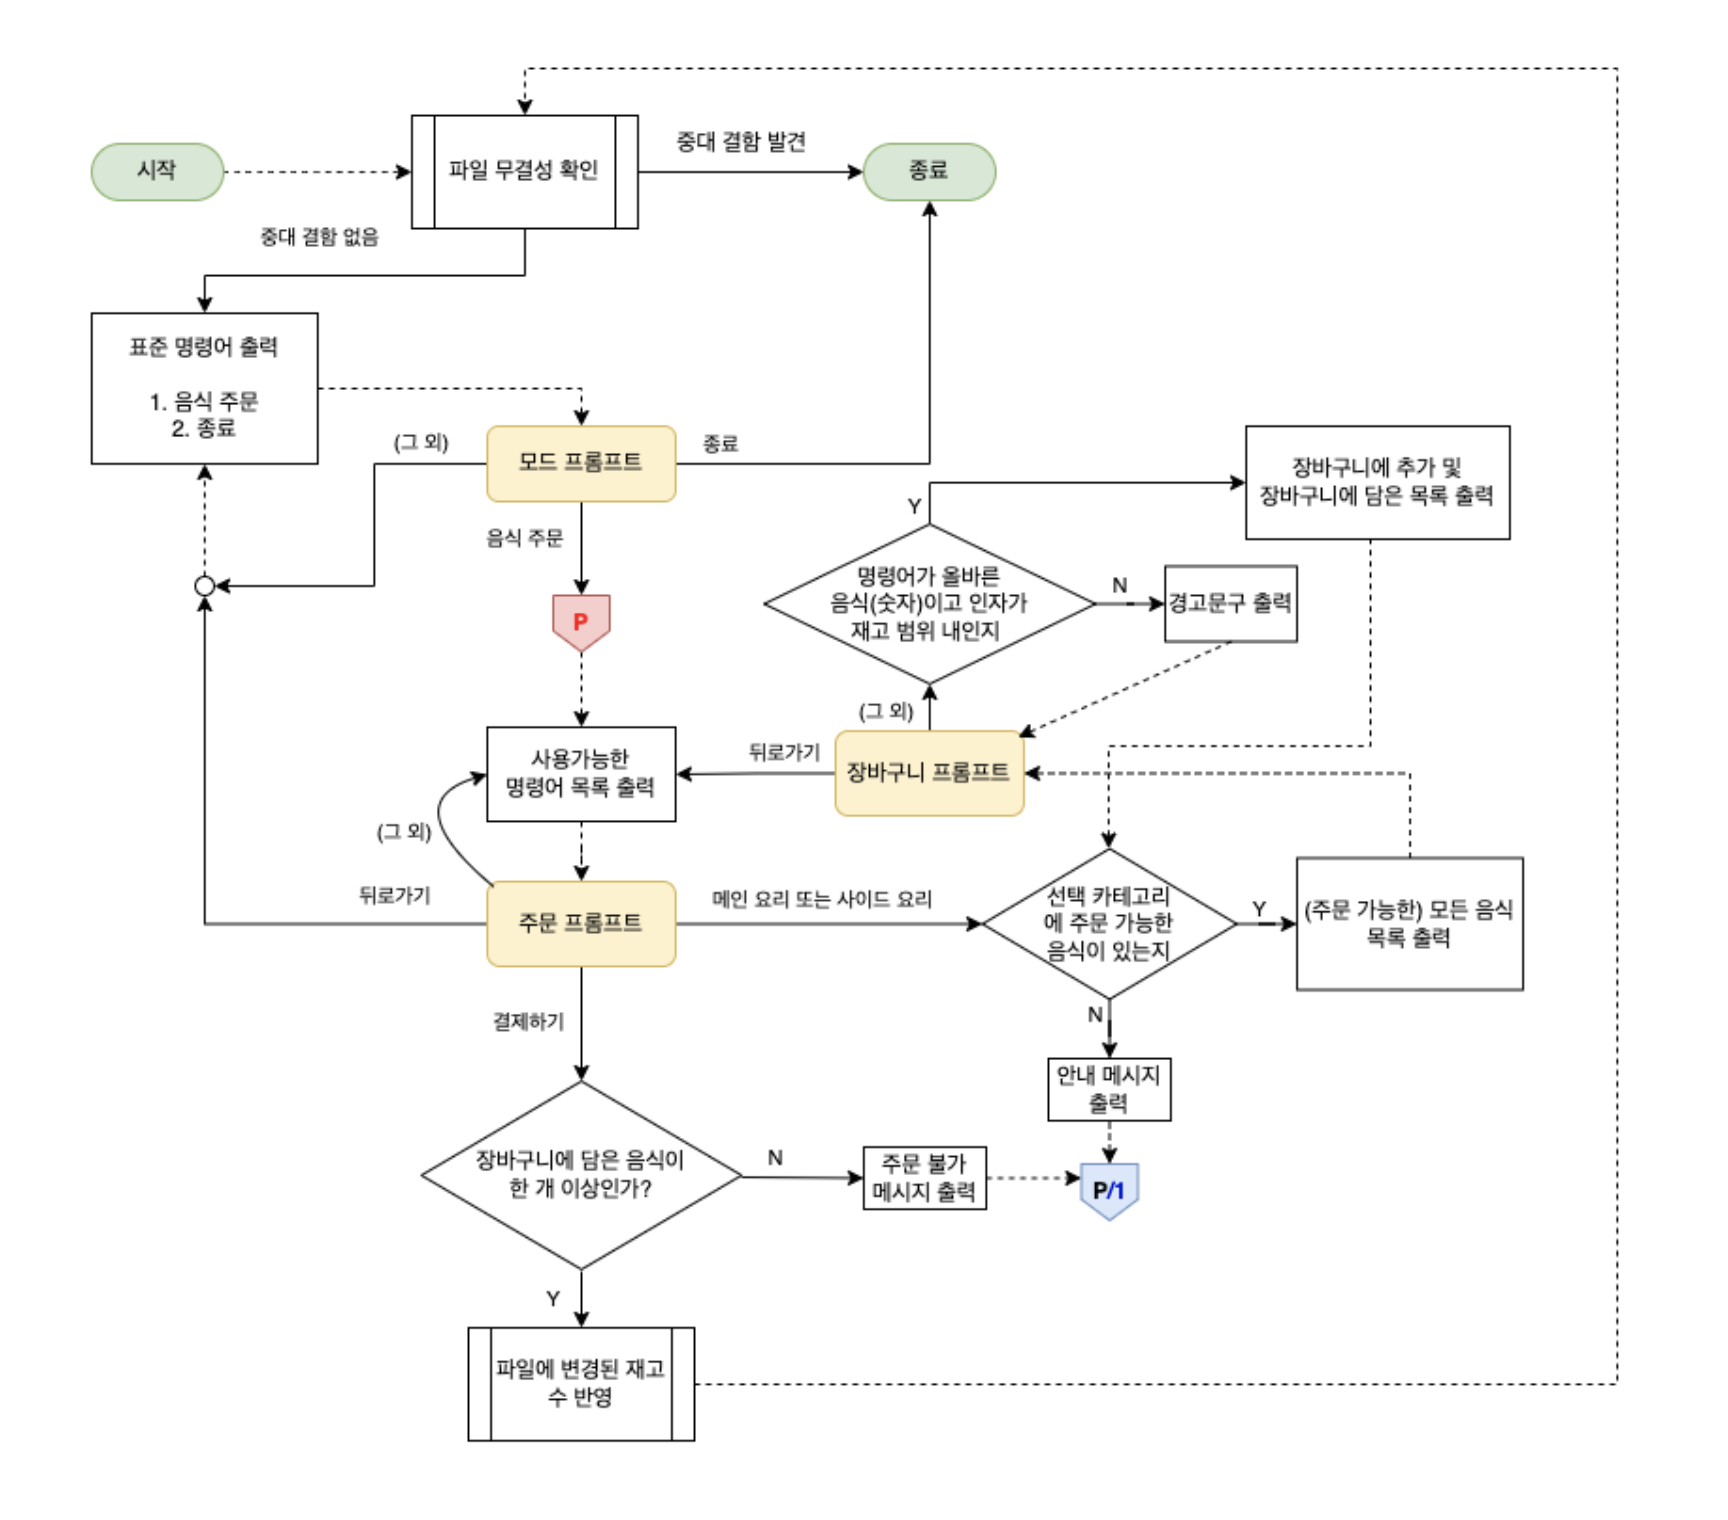 시작
파일 무결성 확인
중대 결함 발견
종료
중대 결함 없음
표준 명령어 출력
1. 음식 주문
2. 종료
(그 외)
모드 프롬프트
종료
음식 주문
P
Y
장바구니에 추가 및
장바구니에 담은 목록 출력
명령어가 올바른
음식(숫자)이고 인자가
재고 범위 내인지
N
경고문구 출력
(그 외)
사용가능한
명령어 목록 출력
뒤로가기
장바구니 프롬프트
(그 외)
뒤로가기
주문 프롬프트
메인 요리 또는 사이드 요리
선택 카테고리
에 주문 가능한
음식이 있는지
Y
(주문 가능한) 모든 음식
목록 출력
N
안내 메시지
출력
결제하기
장바구니에 담은 음식이
한 개 이상인가?
N
주문 불가
메시지 출력
P/1
Y
파일에 변경된 재고
수 반영